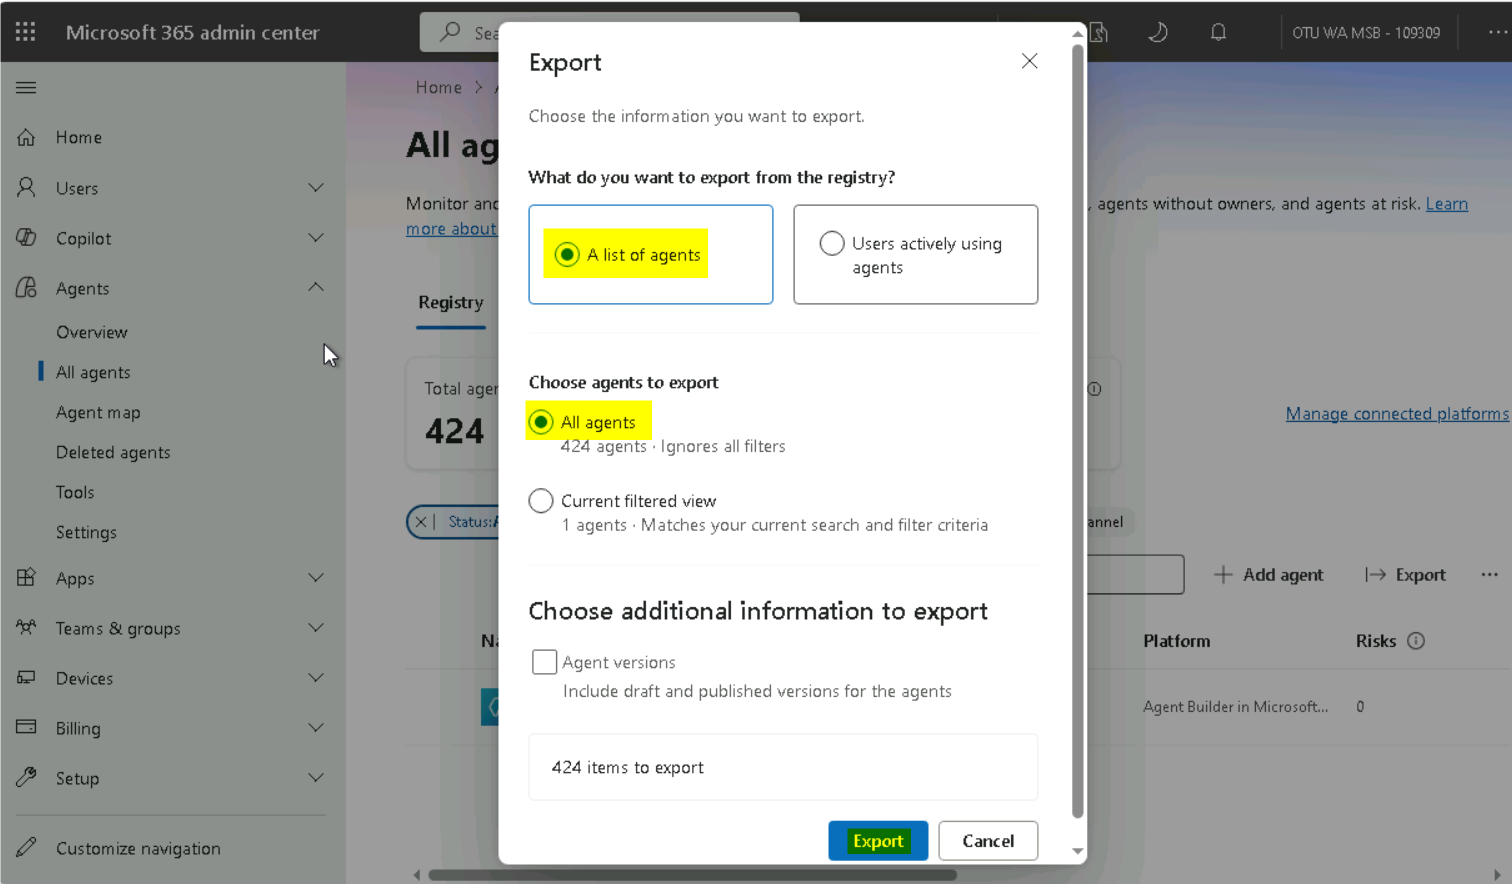 Microsoft 365 admin center
Sea
OTU WA MSB - 109309
Home
Users
Copilot
Agents
Overview
All agents
Agent map
Deleted agents
Tools
Settings
Apps
Teams & groups
Devices
Billing
Setup
Customize navigation
Home >
All ag
Monitor and
, agents without owners, and agents at risk. Learn
more about
Registry
Total agen
424
Manage connected platforms
Status:
annel
Add agent
Export
Na
Platform
Risks
Agent Builder in Microsoft...
0
Export
Choose the information you want to export.
What do you want to export from the registry?
A list of agents
Users actively using
agents
Choose agents to export
All agents
424 agents · Ignores all filters
Current filtered view
1 agents · Matches your current search and filter criteria
Choose additional information to export
Agent versions
Include draft and published versions for the agents
424 items to export
Export
Cancel